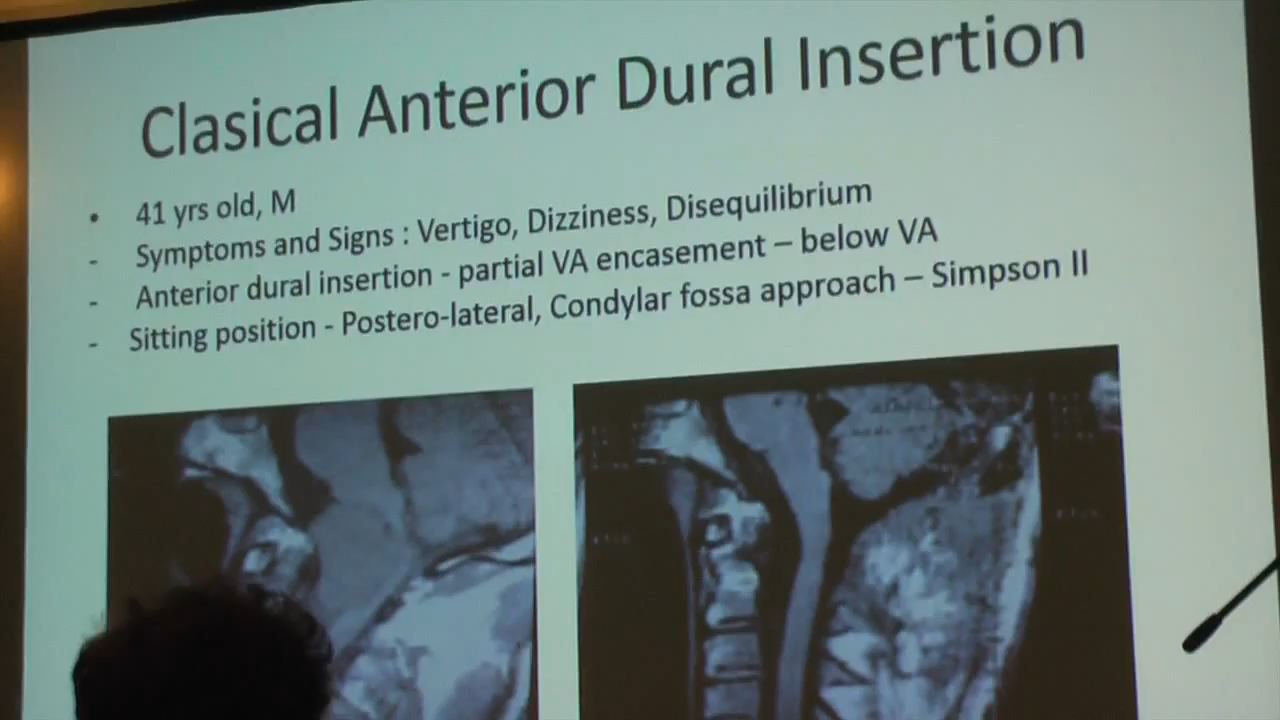 Clasical Anterior Dural Insertion
• 41 yrs old, M
- Symptoms and Signs : Vertigo, Dizziness, Disequilibrium
- Anterior dural insertion - partial VA encasement – below VA
- Sitting position - Postero-lateral, Condylar fossa approach – Simpson II